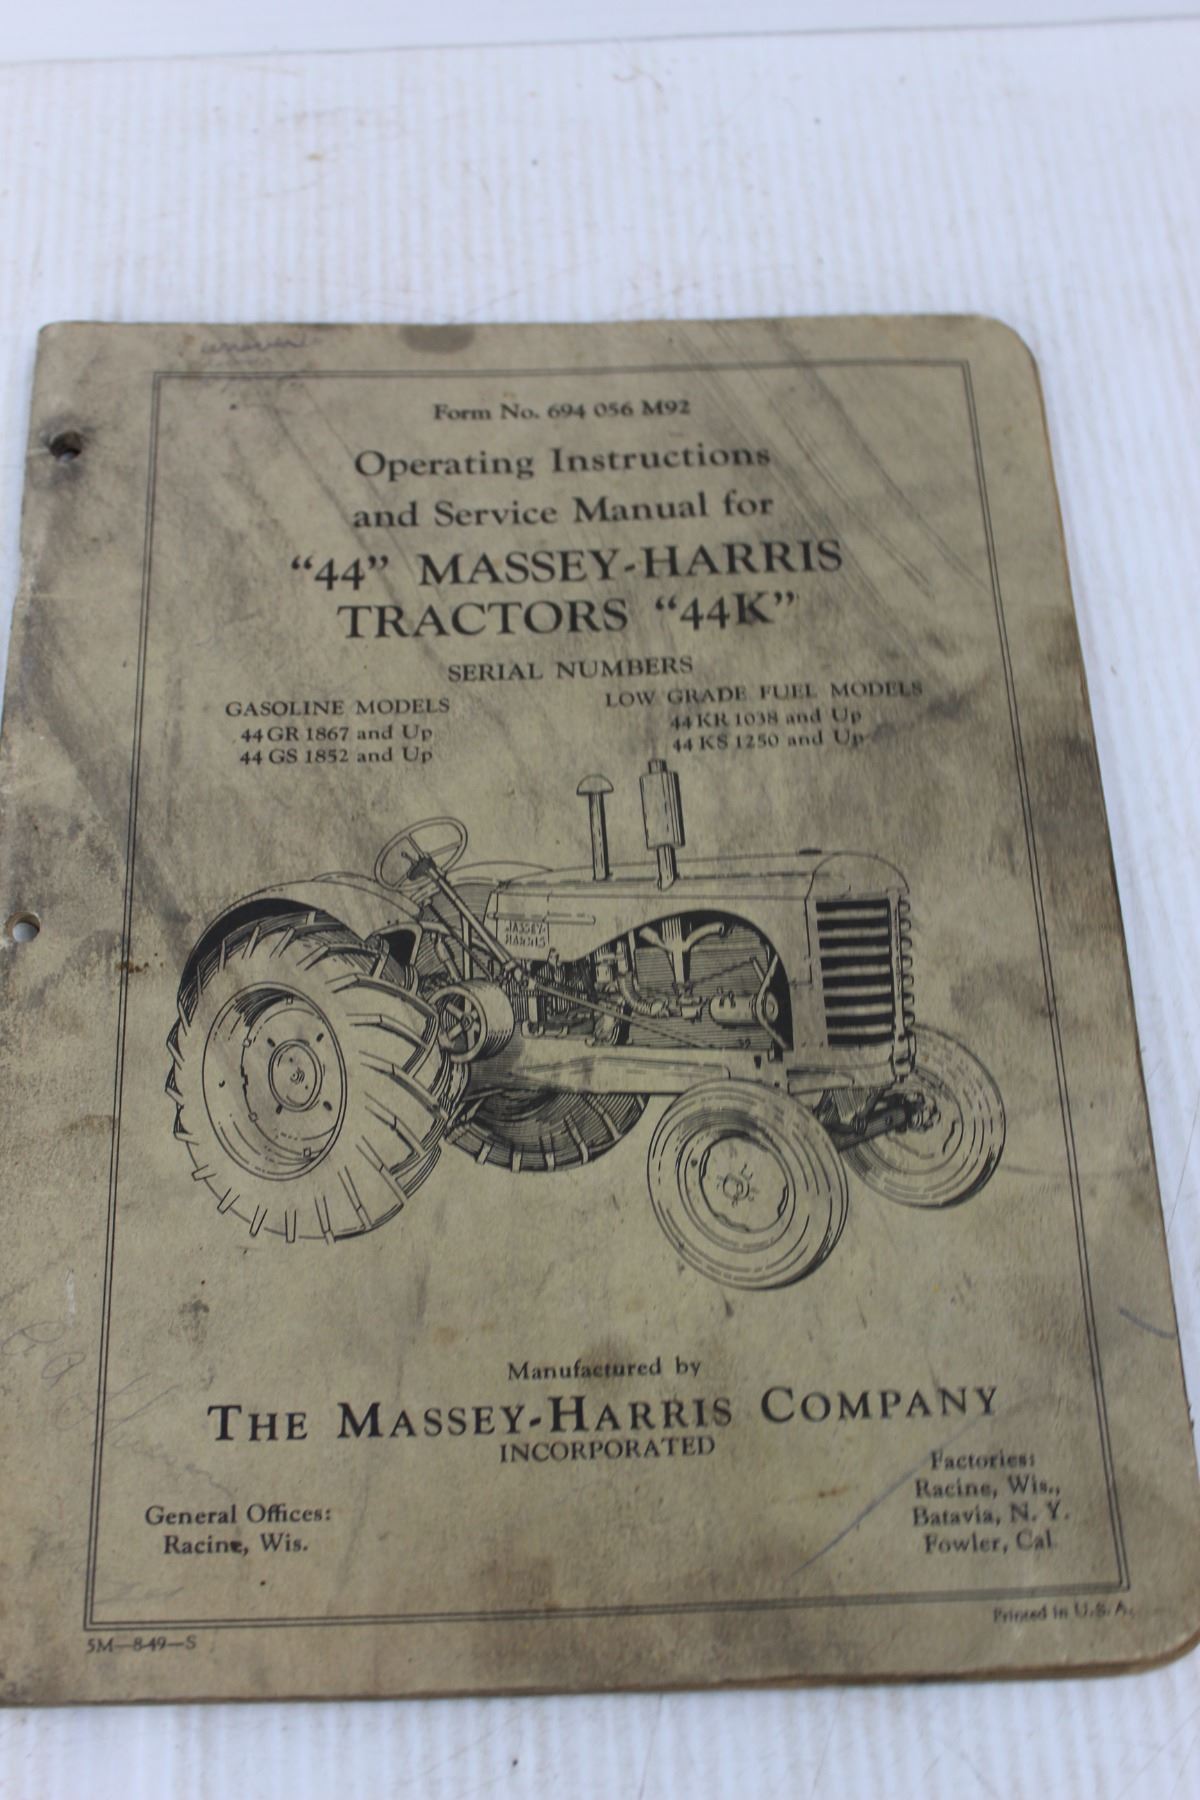 Form No. 694 056 M92
Operating Instructions
and Service Manual for
"44" MASSEY-HARRIS
TRACTORS "44K"
SERIAL NUMBERS
GASOLINE MODELS
44 GR 1867 and Up
44 GS 1852 and Up
LOW GRADE FUEL MODELS
44 KR 1038 and Up
44 KS 1250 and Up
MASSEY-
HARRIS
Manufactured by
THE MASSEY-HARRIS COMPANY
INCORPORATED
General Offices:
Racine, Wis.
Factories:
Racine, Wis.,
Batavia, N. Y.
Fowler, Cal
5M—8-49—S
Printed in U. S. A.